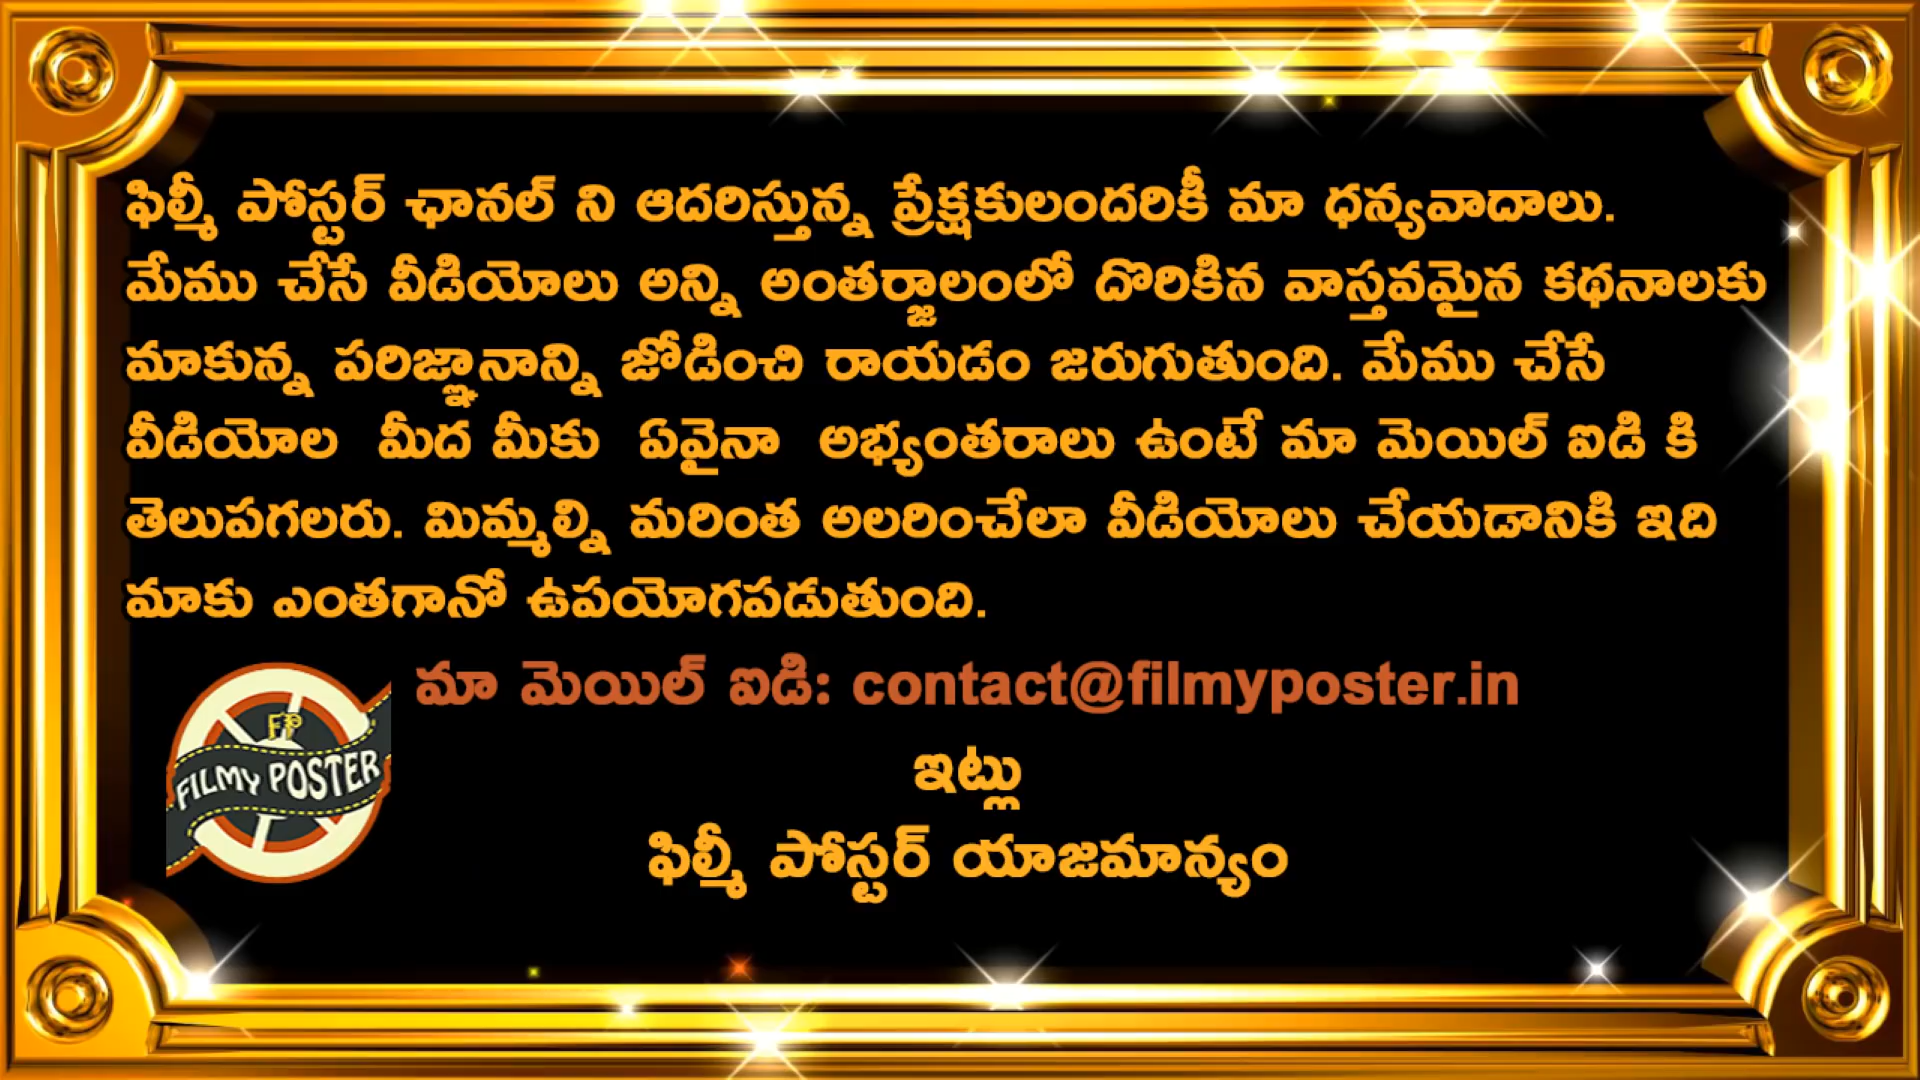 ఫిల్మీ పోస్టర్ ఛానల్ ని ఆదరిస్తున్న ప్రేక్షకులందరికీ మా ధన్యవాదాలు.
మేము చేసే వీడియోలు అన్ని అంతర్జాలంలో దొరికిన వాస్తవమైన కథనాలకు
మాకున్న పరిజ్ఞానాన్ని జోడించి రాయడం జరుగుతుంది. మేము చేసే
వీడియోల మీద మీకు ఏవైనా అభ్యంతరాలు ఉంటే మా మెయిల్ ఐడి కి
తెలుపగలరు. మిమ్మల్ని మరింత అలరించేలా వీడియోలు చేయడానికి ఇది
మాకు ఎంతగానో ఉపయోగపడుతుంది.
మా మెయిల్ ఐడి: contact@filmyposter.in
FP
FILMY POSTER
ఇట్లు
ఫిల్మీ పోస్టర్ యాజమాన్యం